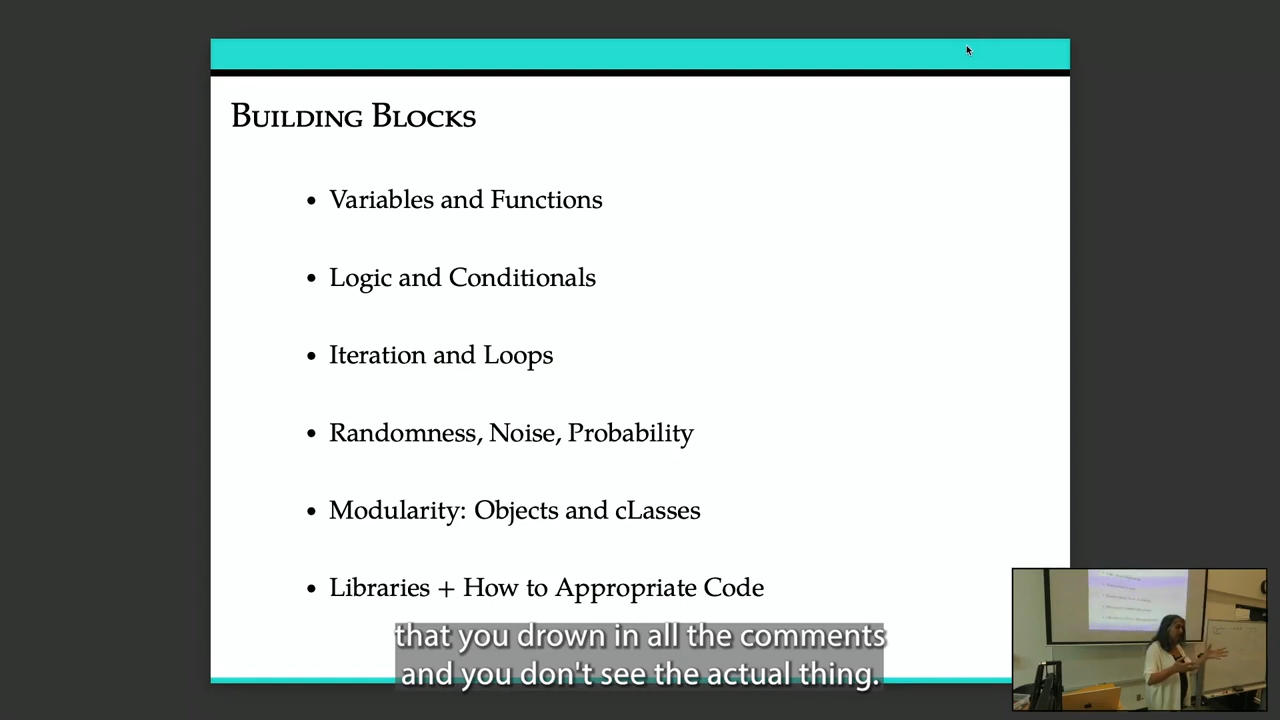 Building Blocks
• Variables and Functions
• Logic and Conditionals
• Iteration and Loops
• Randomness, Noise, Probability
• Modularity: Objects and cLasses
• Libraries + How to Appropriate Code
that you drown in all the comments
and you don't see the actual thing.